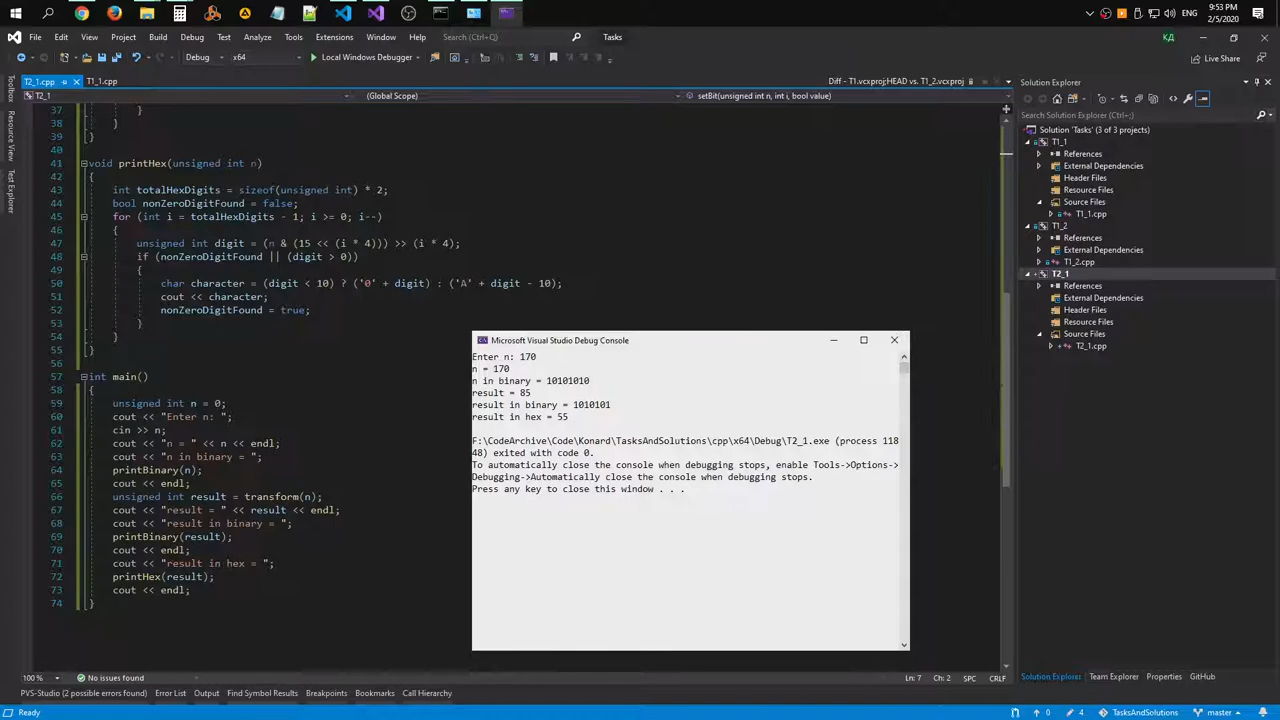 9:53 PM
ENG
2/5/2020
File Edit View Project Build Debug Test Analyze Tools Extensions Window Help Search (Ctrl+Q) Tasks КД
Debug x64 Local Windows Debugger Live Share
T2_1.cpp T1_1.cpp Diff - T1.vcxproj;HEAD vs. T1_2.vcxproj
T2_1 (Global Scope) setBit(unsigned int n, int i, bool value)
Toolbox
Resource View
Test Explorer
37 }
38 }
39 }
40
41 void printHex(unsigned int n)
42 {
43 int totalHexDigits = sizeof(unsigned int) * 2;
44 bool nonZeroDigitFound = false;
45 for (int i = totalHexDigits - 1; i >= 0; i--)
46 {
47 unsigned int digit = (n & (15 << (i * 4))) >> (i * 4);
48 if (nonZeroDigitFound || (digit > 0))
49 {
50 char character = (digit < 10) ? ('0' + digit) : ('A' + digit - 10);
51 cout << character;
52 nonZeroDigitFound = true;
53 }
54 }
55 }
56
57 int main()
58 {
59 unsigned int n = 0;
60 cout << "Enter n: ";
61 cin >> n;
62 cout << "n = " << n << endl;
63 cout << "n in binary = ";
64 printBinary(n);
65 cout << endl;
66 unsigned int result = transform(n);
67 cout << "result = " << result << endl;
68 cout << "result in binary = ";
69 printBinary(result);
70 cout << endl;
71 cout << "result in hex = ";
72 printHex(result);
73 cout << endl;
74 }
Microsoft Visual Studio Debug Console
Enter n: 170
n = 170
n in binary = 10101010
result = 85
result in binary = 1010101
result in hex = 55
F:\CodeArchive\Code\Konard\TasksAndSolutions\cpp\x64\Debug\T2_1.exe (process 118
48) exited with code 0.
To automatically close the console when debugging stops, enable Tools->Options->
Debugging->Automatically close the console when debugging stops.
Press any key to close this window . . .
Solution Explorer
Search Solution Explorer (Ctrl+;)
Solution 'Tasks' (3 of 3 projects)
T1_1
References
External Dependencies
Header Files
Resource Files
Source Files
T1_1.cpp
T1_2
References
External Dependencies
T1_2.cpp
T2_1
References
External Dependencies
Header Files
Resource Files
Source Files
T2_1.cpp
100 % No issues found Ln: 7 Ch: 2 SPC CRLF
Solution Explorer Team Explorer Properties GitHub
PVS-Studio (2 possible errors found) Error List Output Find Symbol Results Breakpoints Bookmarks Call Hierarchy
Ready 0 4 TasksAndSolutions master